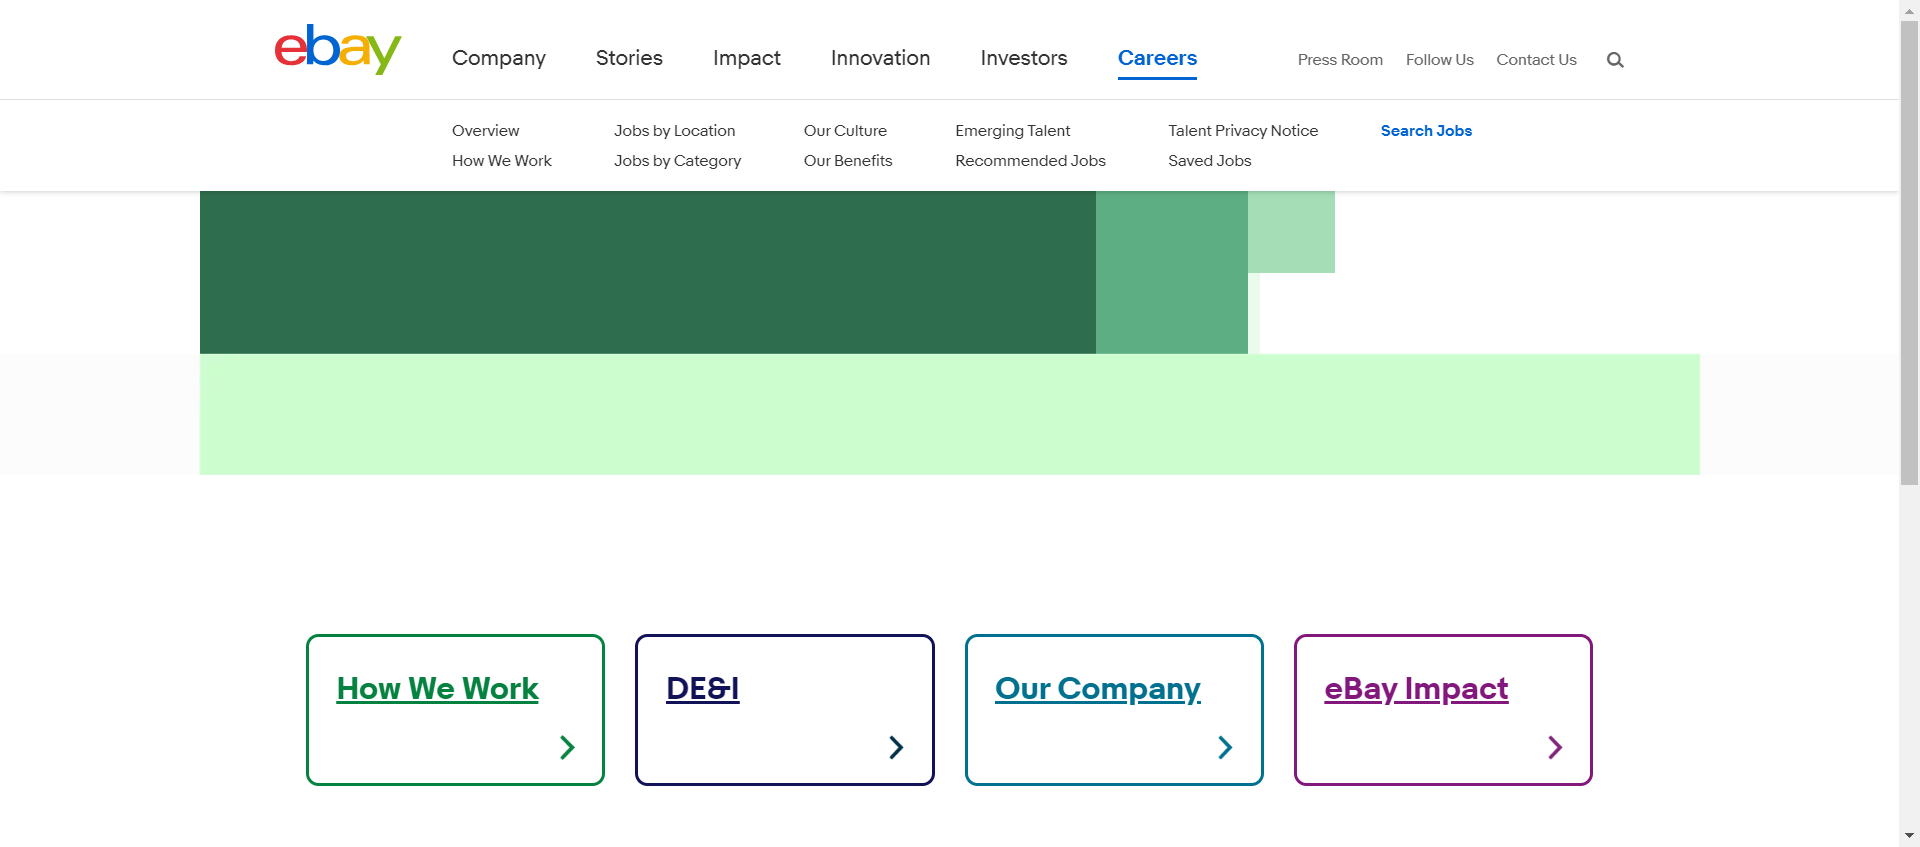 ebay
Company Stories Impact Innovation Investors Careers Press Room Follow Us Contact Us
Overview Jobs by Location Our Culture Emerging Talent Talent Privacy Notice Search Jobs
How We Work Jobs by Category Our Benefits Recommended Jobs Saved Jobs
How We Work DE&I Our Company eBay Impact